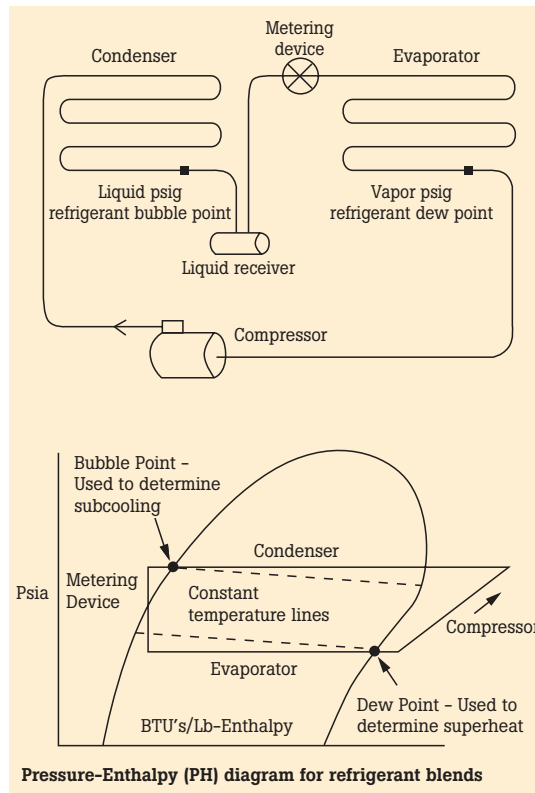 Metering
device
Condenser
Evaporator
Liquid psig
refrigerant bubble point
Vapor psig
refrigerant dew point
Liquid receiver
Compressor
Bubble Point -
Used to determine
subcooling
Condenser
Psia
Metering
Device
Constant
temperature lines
Compressor
Evaporator
Dew Point - Used to
determine superheat
BTU's/Lb-Enthalpy
Pressure-Enthalpy (PH) diagram for refrigerant blends